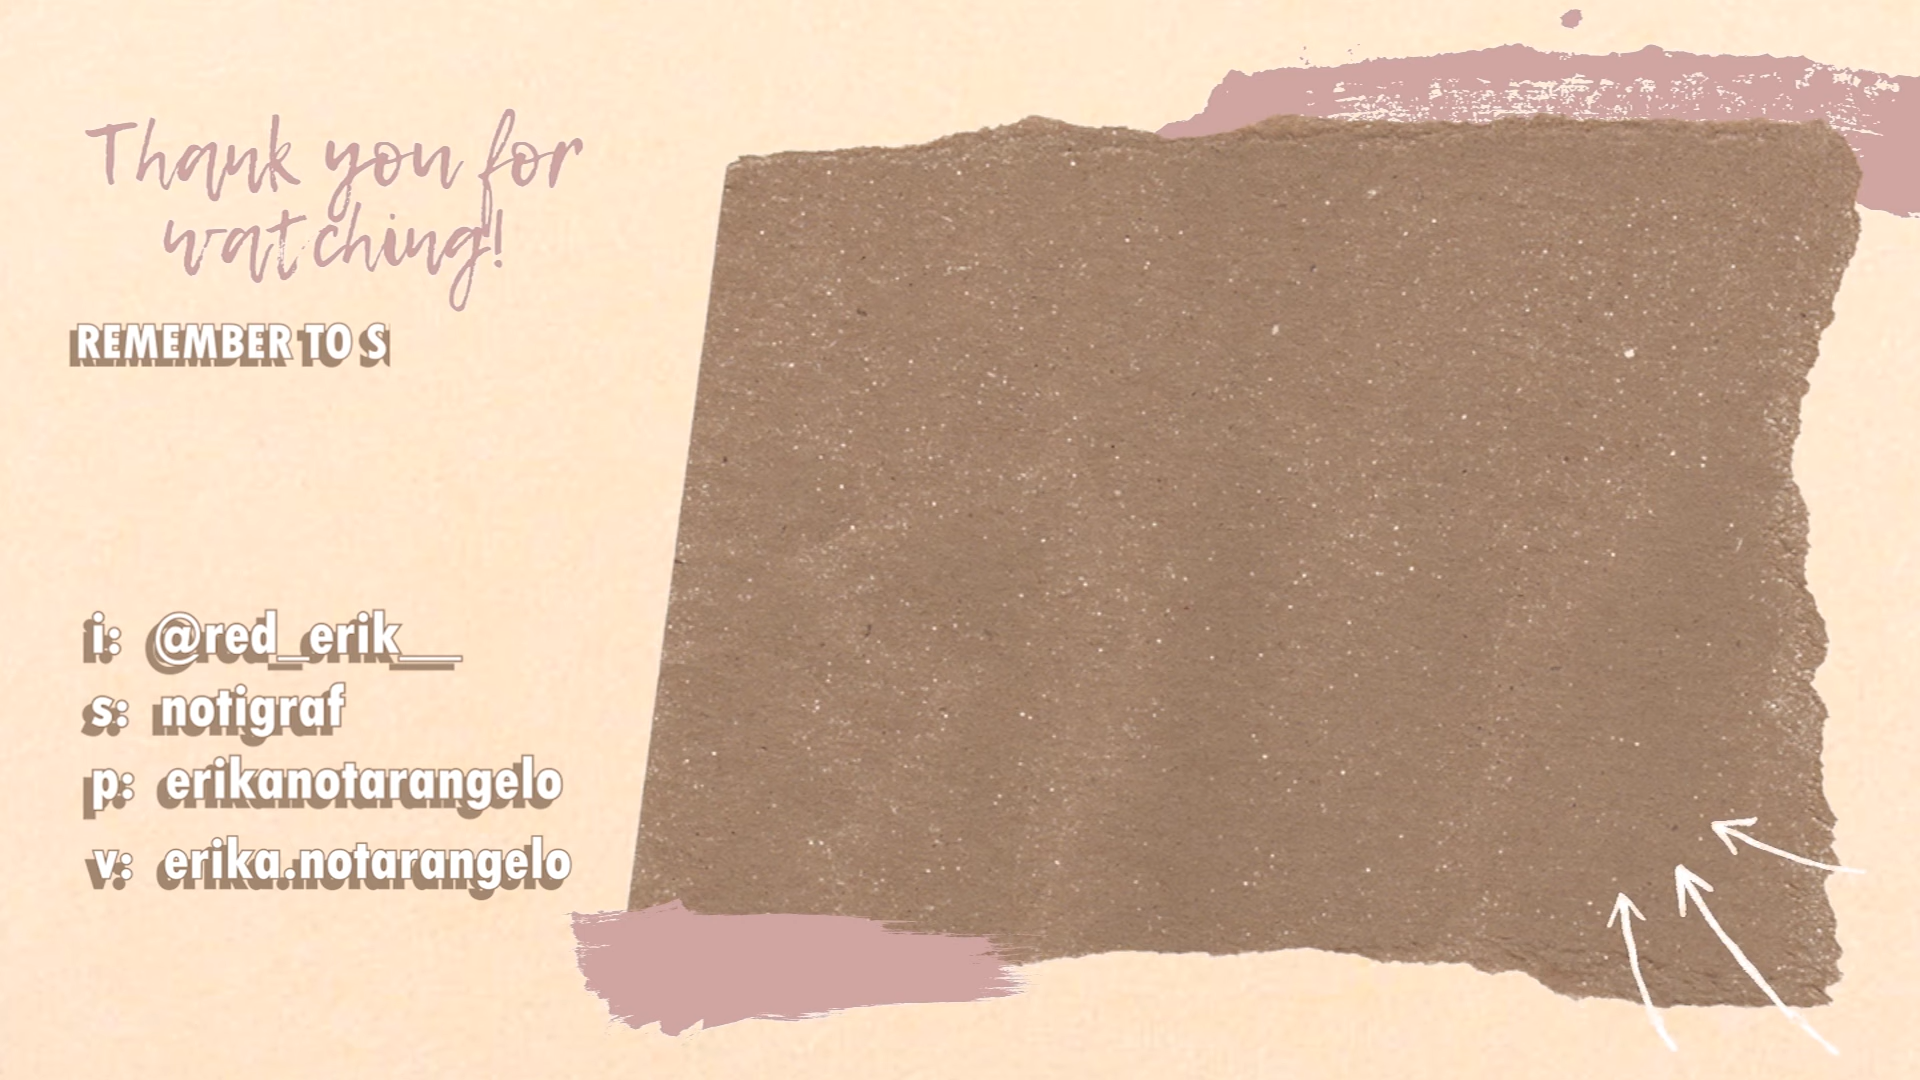 Thank you for
watching!
REMEMBER TO S
i: @red_erik__
s: notigraf
p: erikanotarangelo
v: erika.notarangelo